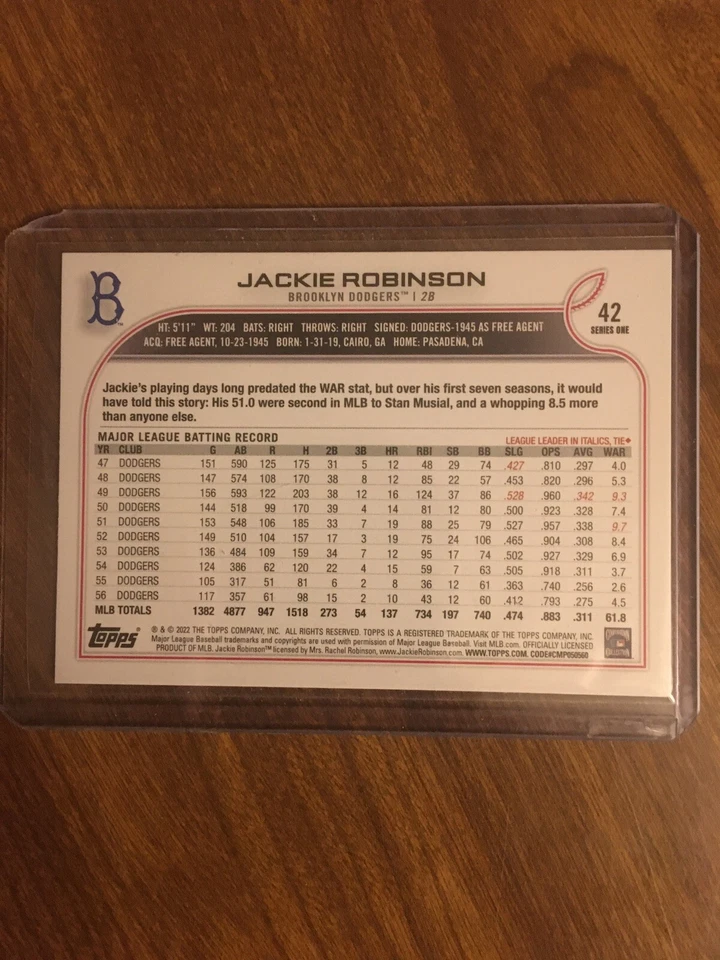 B
JACKIE ROBINSON
BROOKLYN DODGERS™ | 2B
42
SERIES ONE
HT: 5'11" WT: 204 BATS: RIGHT THROWS: RIGHT SIGNED: DODGERS-1945 AS FREE AGENT
ACQ: FREE AGENT, 10-23-1945 BORN: 1-31-19, CAIRO, GA HOME: PASADENA, CA
Jackie's playing days long predated the WAR stat, but over his first seven seasons, it would
have told this story: His 51.0 were second in MLB to Stan Musial, and a whopping 8.5 more
than anyone else.
MAJOR LEAGUE BATTING RECORD LEAGUE LEADER IN ITALICS, TIE♦
YR CLUB G AB R H 2B 3B HR RBI SB BB SLG OPS AVG WAR
47 DODGERS 151 590 125 175 31 5 12 48 29 74 .427 .810 .297 4.0
48 DODGERS 147 574 108 170 38 8 12 85 22 57 .453 .820 .296 5.3
49 DODGERS 156 593 122 203 38 12 16 124 37 86 .528 .960 .342 9.3
50 DODGERS 144 518 99 170 39 4 14 81 12 80 .500 .923 .328 7.4
51 DODGERS 153 548 106 185 33 7 19 88 25 79 .527 .957 .338 9.7
52 DODGERS 149 510 104 157 17 3 19 75 24 106 .465 .904 .308 8.4
53 DODGERS 136 484 109 159 34 7 12 95 17 74 .502 .927 .329 6.9
54 DODGERS 124 386 62 120 22 4 15 59 7 63 .505 .918 .311 3.7
55 DODGERS 105 317 51 81 6 2 8 36 12 61 .363 .740 .256 2.6
56 DODGERS 117 357 61 98 15 2 10 43 12 60 .412 .793 .275 4.5
MLB TOTALS 1382 4877 947 1518 273 54 137 734 197 740 .474 .883 .311 61.8
Topps
® & © 2022 THE TOPPS COMPANY, INC. ALL RIGHTS RESERVED. TOPPS IS A REGISTERED TRADEMARK OF THE TOPPS COMPANY, INC.
Major League Baseball trademarks and copyrights are used with permission of Major League Baseball. Visit MLB.com. OFFICIALLY LICENSED
PRODUCT OF MLB. Jackie Robinson™ licensed by Mrs. Rachel Robinson, www.JackieRobinson.com. WWW.TOPPS.COM. CODE#CMP050560